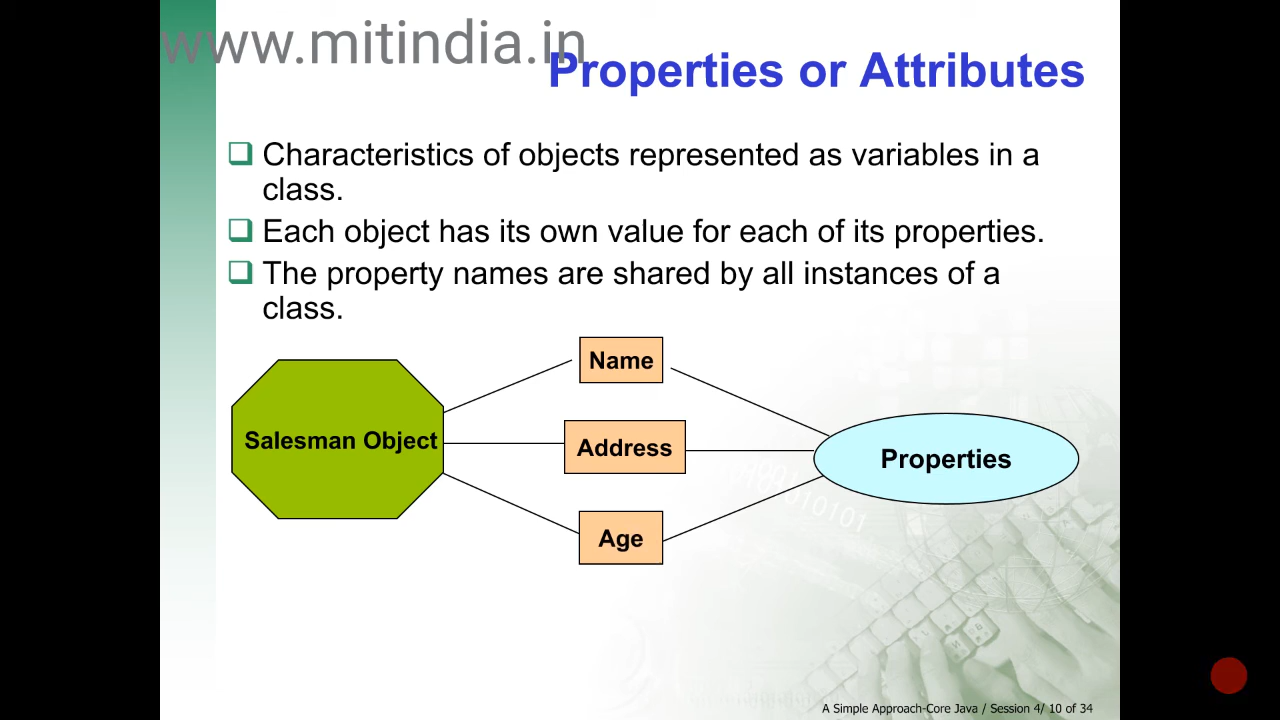 www.mitindia.in
Properties or Attributes
Characteristics of objects represented as variables in a
class.
Each object has its own value for each of its properties.
The property names are shared by all instances of a
class.
Name
Salesman Object
Address
Properties
Age
A Simple Approach-Core Java / Session 4/ 10 of 34